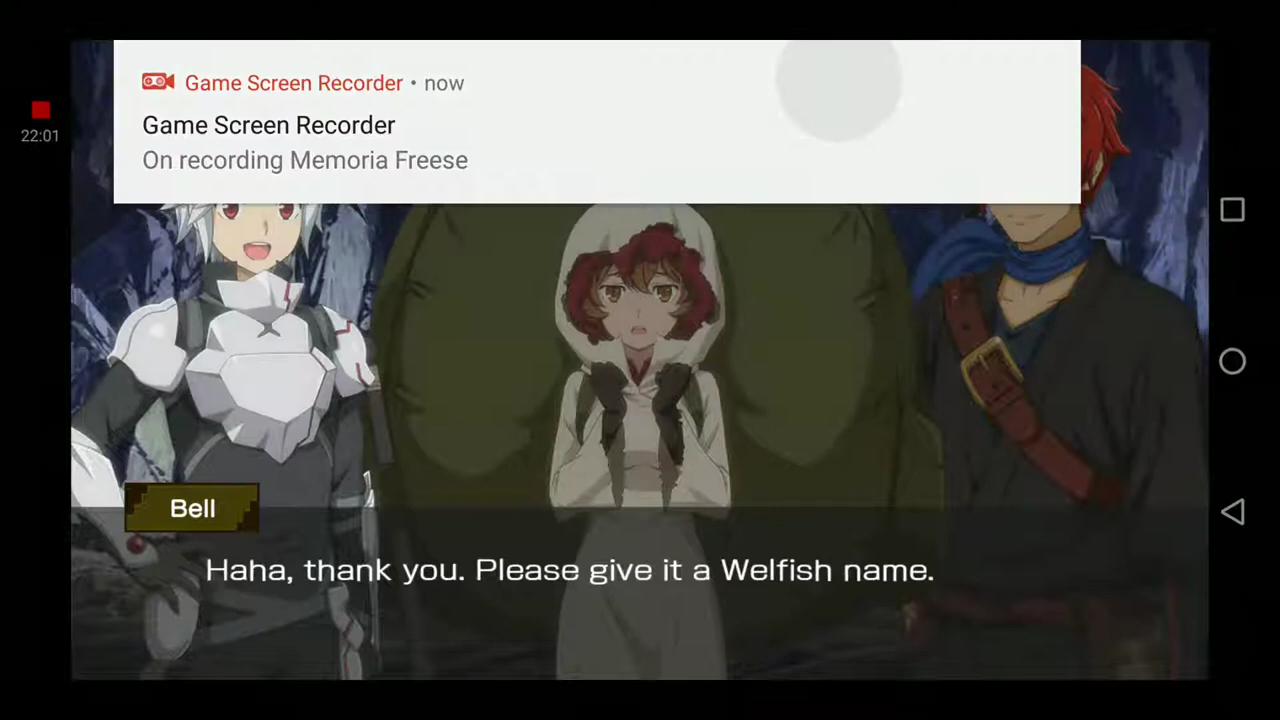 Game Screen Recorder • now
Game Screen Recorder
On recording Memoria Freese
22:01
Bell
Haha, thank you. Please give it a Welfish name.